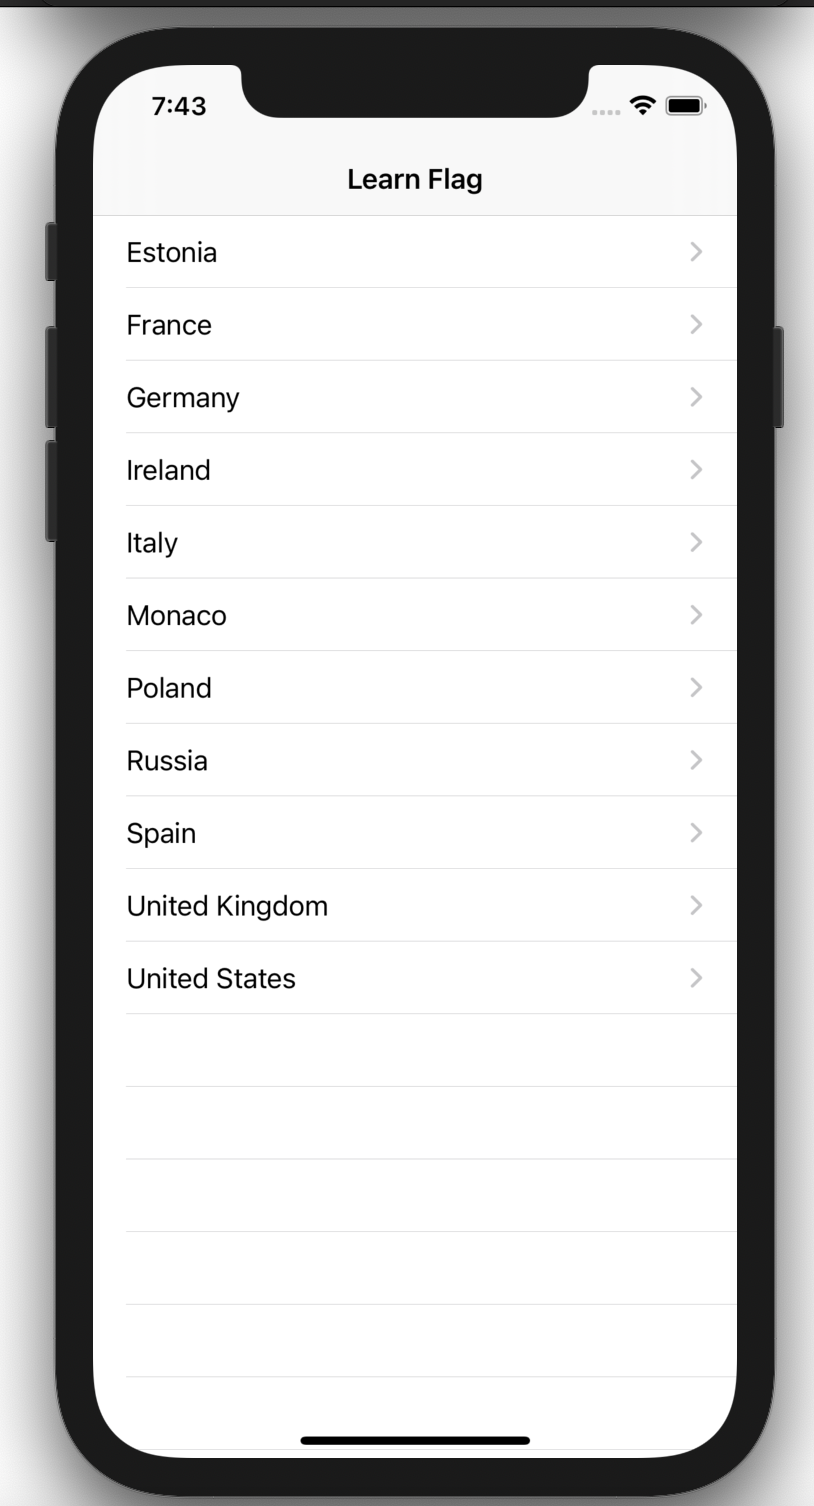 7:43
Learn Flag
Estonia
France
Germany
Ireland
Italy
Monaco
Poland
Russia
Spain
United Kingdom
United States